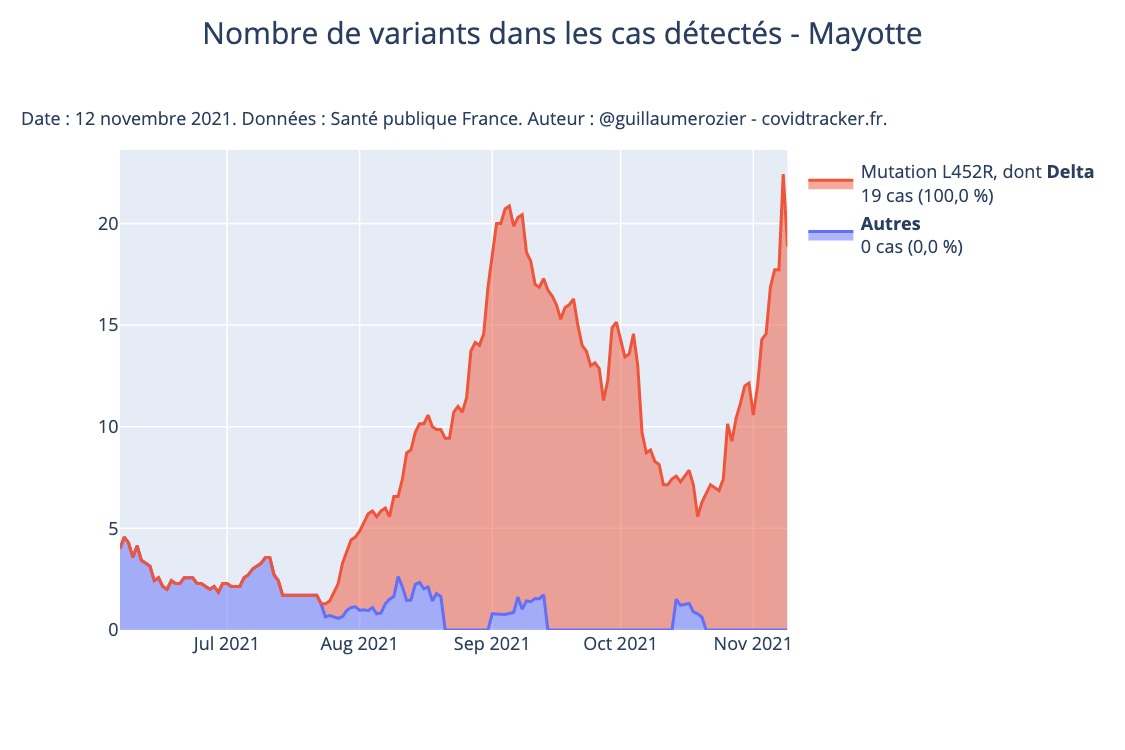 Nombre de variants dans les cas détectés - Mayotte
Date : 12 novembre 2021. Données : Santé publique France. Auteur : @guillaumerozier - covidtracker.fr.
Mutation L452R, dont Delta
19 cas (100,0 %)
Autres
0 cas (0,0 %)
20
15
10
5
0
Jul 2021
Aug 2021
Sep 2021
Oct 2021
Nov 2021